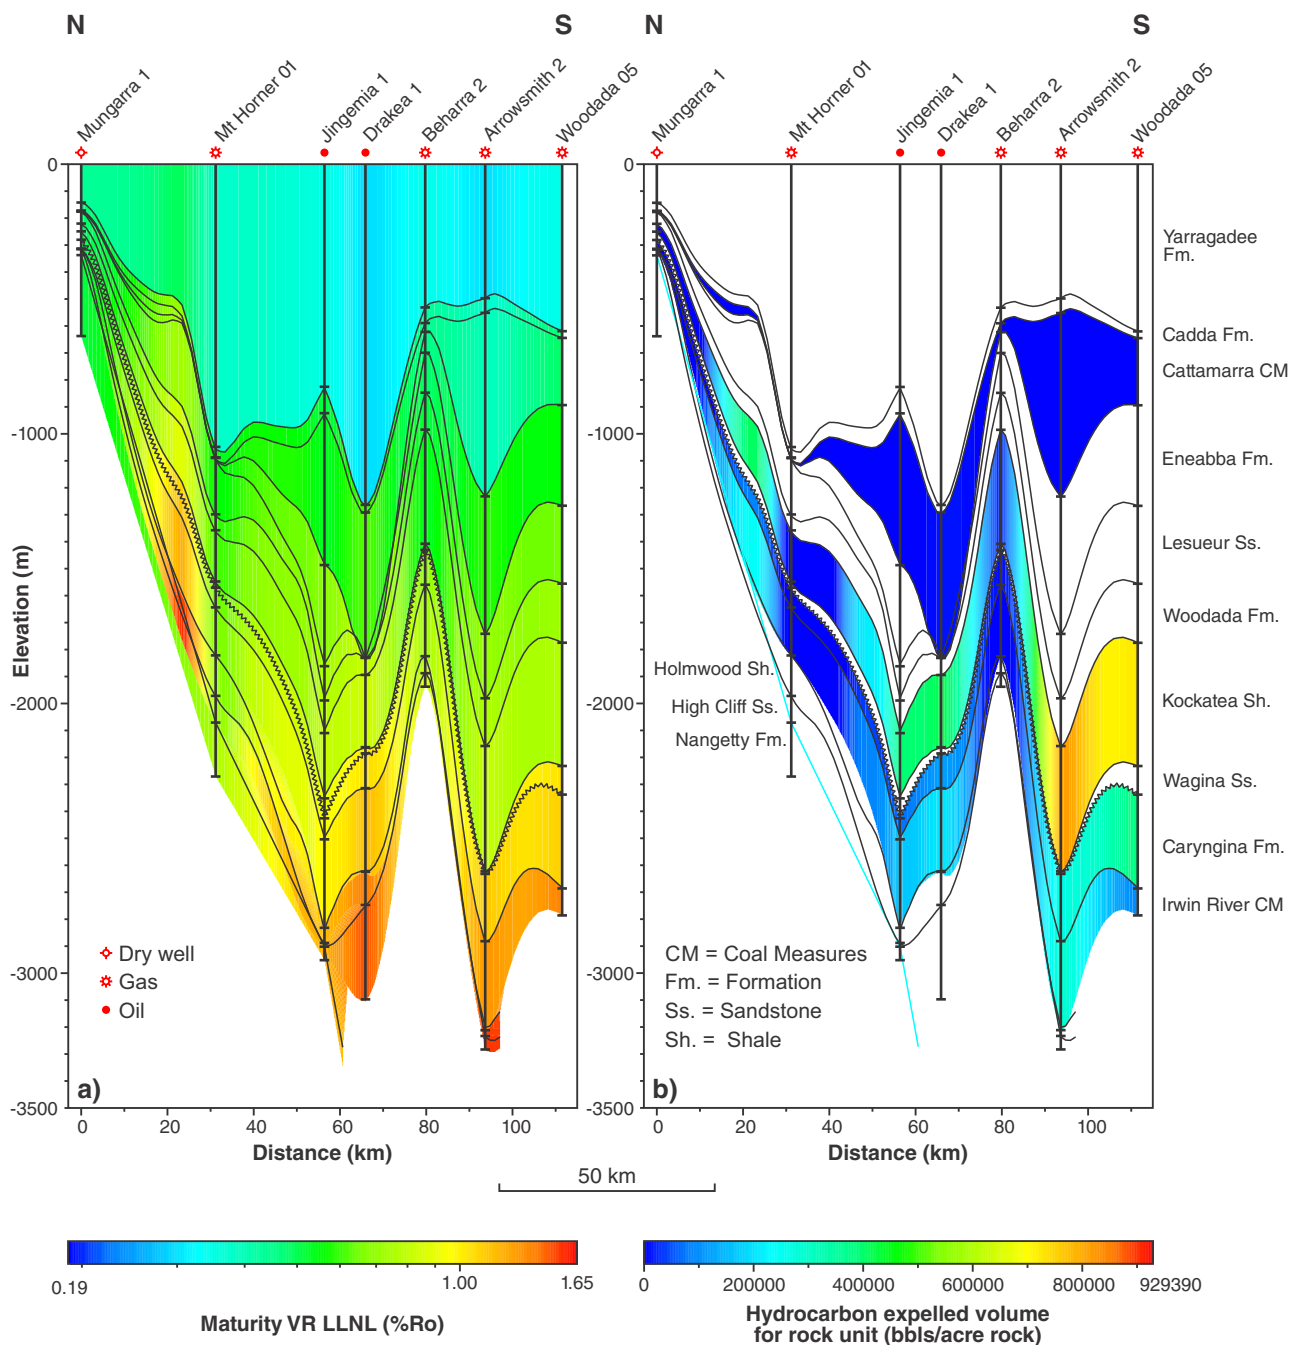 N
S
Mungarra 1
Mt Horner 01
Jingemia 1
Drakea 1
Beharra 2
Arrowsmith 2
Woodada 05
0
-1000
-2000
-3000
-3500
Elevation (m)
Dry well
Gas
Oil
a)
0
20
40
60
80
100
Distance (km)
N
S
Mungarra 1
Mt Horner 01
Jingemia 1
Drakea 1
Beharra 2
Arrowsmith 2
Woodada 05
0
-1000
-2000
-3000
-3500
Holmwood Sh.
High Cliff Ss.
Nangetty Fm.
CM = Coal Measures
Fm. = Formation
Ss. = Sandstone
Sh. = Shale
b)
0
20
40
60
80
100
Distance (km)
Yarragadee
Fm.
Cadda Fm.
Cattamarra CM
Eneabba Fm.
Lesueur Ss.
Woodada Fm.
Kockatea Sh.
Wagina Ss.
Caryngina Fm.
Irwin River CM
50 km
0.19
1.00
1.65
Maturity VR LLNL (%Ro)
0
200000
400000
600000
800000
929390
Hydrocarbon expelled volume
for rock unit (bbls/acre rock)